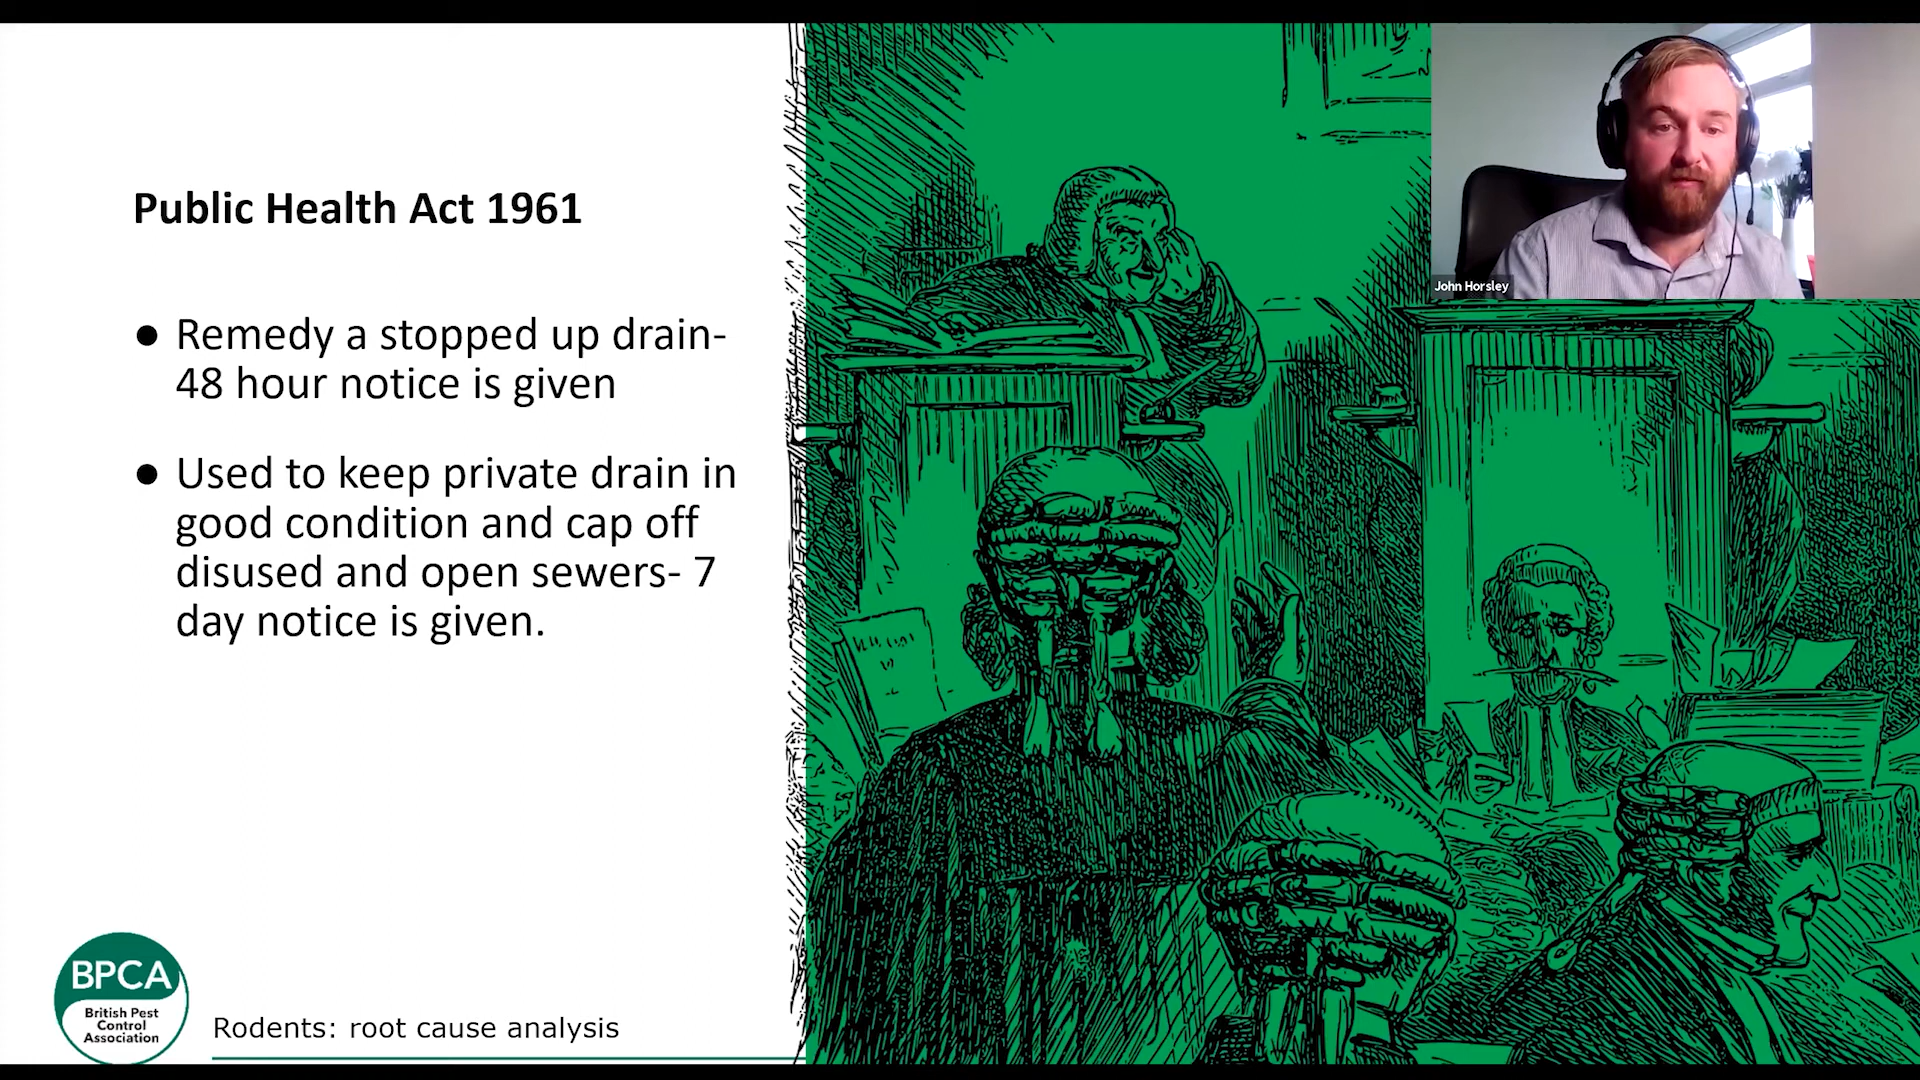 Public Health Act 1961
● Remedy a stopped up drain-
48 hour notice is given
● Used to keep private drain in
good condition and cap off
disused and open sewers- 7
day notice is given.
John Horsley
BPCA
British Pest
Control
Association
Rodents: root cause analysis